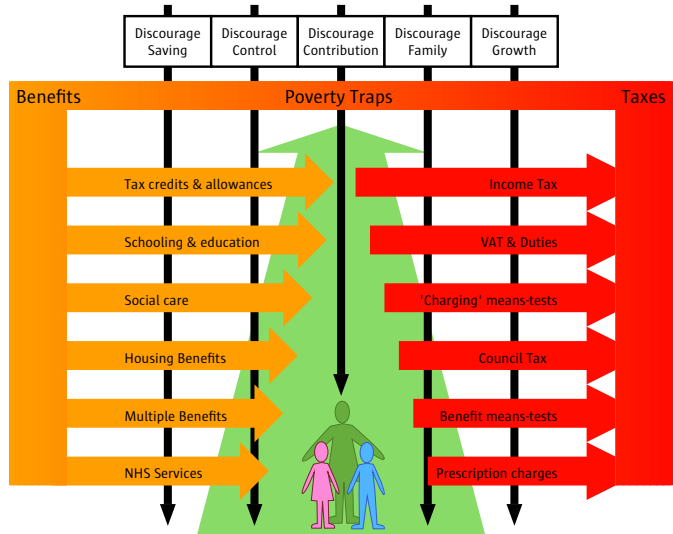 Discourage
Saving
Discourage
Control
Discourage
Contribution
Discourage
Family
Discourage
Growth
Benefits
Poverty Traps
Taxes
Tax credits & allowances
Income Tax
Schooling & education
VAT & Duties
Social care
'Charging' means-tests
Housing Benefits
Council Tax
Multiple Benefits
Benefit means-tests
NHS Services
Prescription charges